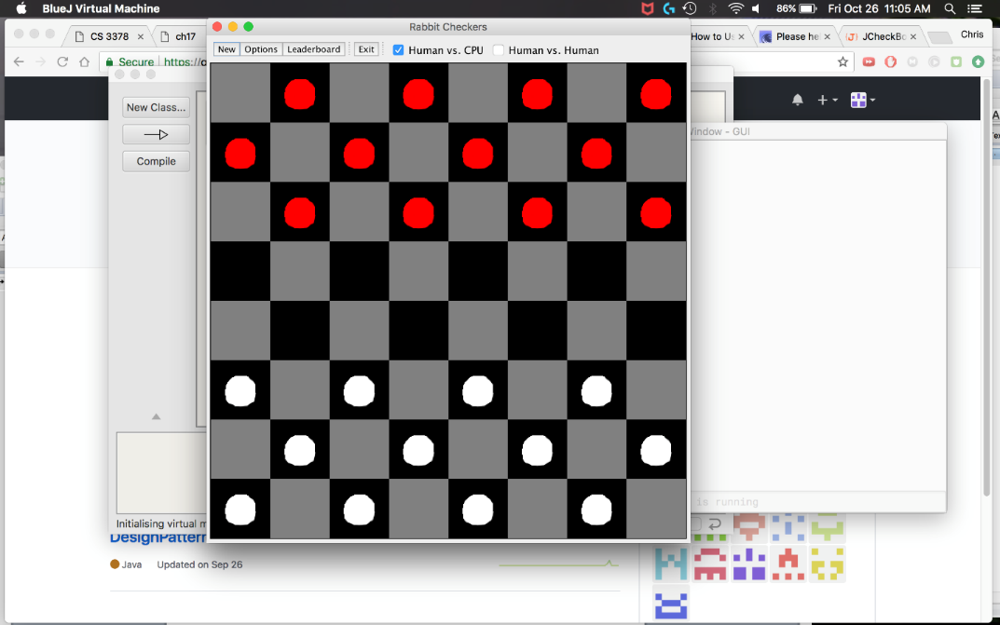 BlueJ Virtual Machine
86%
Fri Oct 26 11:05 AM
Rabbit Checkers
CS 3378
ch17
How to
Please he
JCheckBo
Chris
New
Options
Leaderboard
Exit
Human vs. CPU
Human vs. Human
Secure
https://
New Class...
Compile
Window - GUI
is running
Initialising virtual m
DesignPattern
Java
Updated on Sep 26